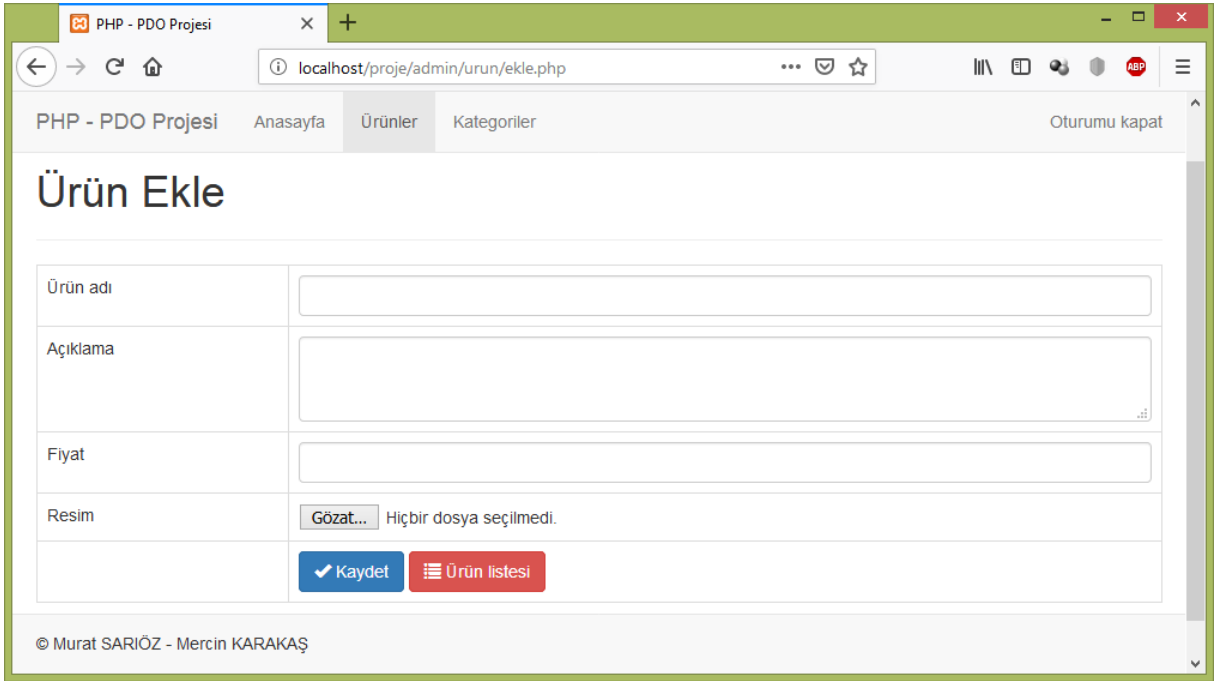 PHP - PDO Projesi
localhost/proje/admin/urun/ekle.php
ABP
PHP - PDO Projesi Anasayfa Ürünler Kategoriler Oturumu kapat
Ürün Ekle
Ürün adı
Açıklama
Fiyat
Resim Gözat... Hiçbir dosya seçilmedi.
Kaydet Ürün listesi
© Murat SARIÖZ - Mercin KARAKAŞ